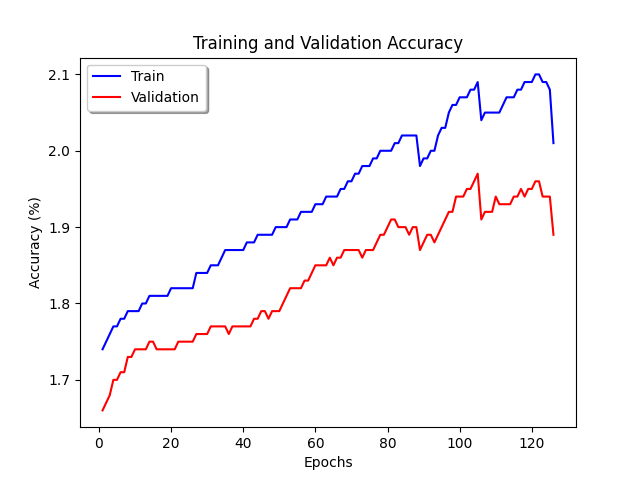 Training and Validation Accuracy
Train
Validation
Accuracy (%)
2.1
2.0
1.9
1.8
1.7
0 20 40 60 80 100 120
Epochs